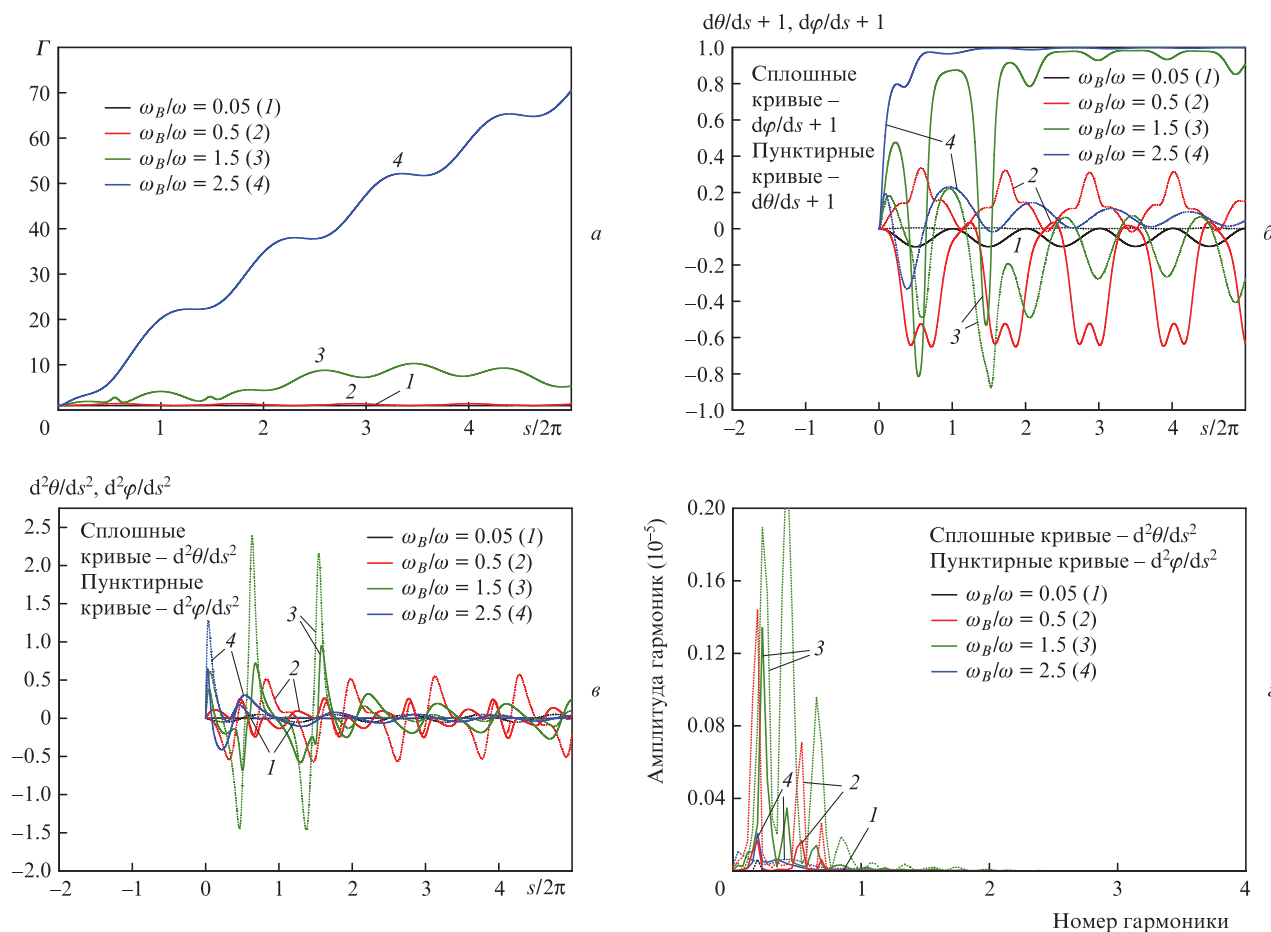 Γ
70
60
50
40
30
20
10
0
1
2
3
4
s/2π
ω_B/ω = 0.05 (1)
ω_B/ω = 0.5 (2)
ω_B/ω = 1.5 (3)
ω_B/ω = 2.5 (4)
4
3
2
1
а
dθ/ds + 1, dφ/ds + 1
1.0
0.8
0.6
0.4
0.2
0
−0.2
−0.4
−0.6
−0.8
−1.0
−2
−1
0
1
2
3
4
s/2π
Сплошные
кривые –
dφ/ds + 1
Пунктирные
кривые –
dθ/ds + 1
ω_B/ω = 0.05 (1)
ω_B/ω = 0.5 (2)
ω_B/ω = 1.5 (3)
ω_B/ω = 2.5 (4)
4
2
1
3
б
d²θ/ds², d²φ/ds²
2.5
2.0
1.5
1.0
0.5
0
−0.5
−1.0
−1.5
−2.0
−2
−1
0
1
2
3
4
s/2π
Сплошные
кривые – d²θ/ds²
Пунктирные
кривые – d²φ/ds²
ω_B/ω = 0.05 (1)
ω_B/ω = 0.5 (2)
ω_B/ω = 1.5 (3)
ω_B/ω = 2.5 (4)
4
3
2
1
в
Амплитуда гармоник (10⁻⁵)
0.20
0.16
0.12
0.08
0.04
0
1
2
3
4
Номер гармоники
Сплошные кривые – d²θ/ds²
Пунктирные кривые – d²φ/ds²
ω_B/ω = 0.05 (1)
ω_B/ω = 0.5 (2)
ω_B/ω = 1.5 (3)
ω_B/ω = 2.5 (4)
3
4
2
1